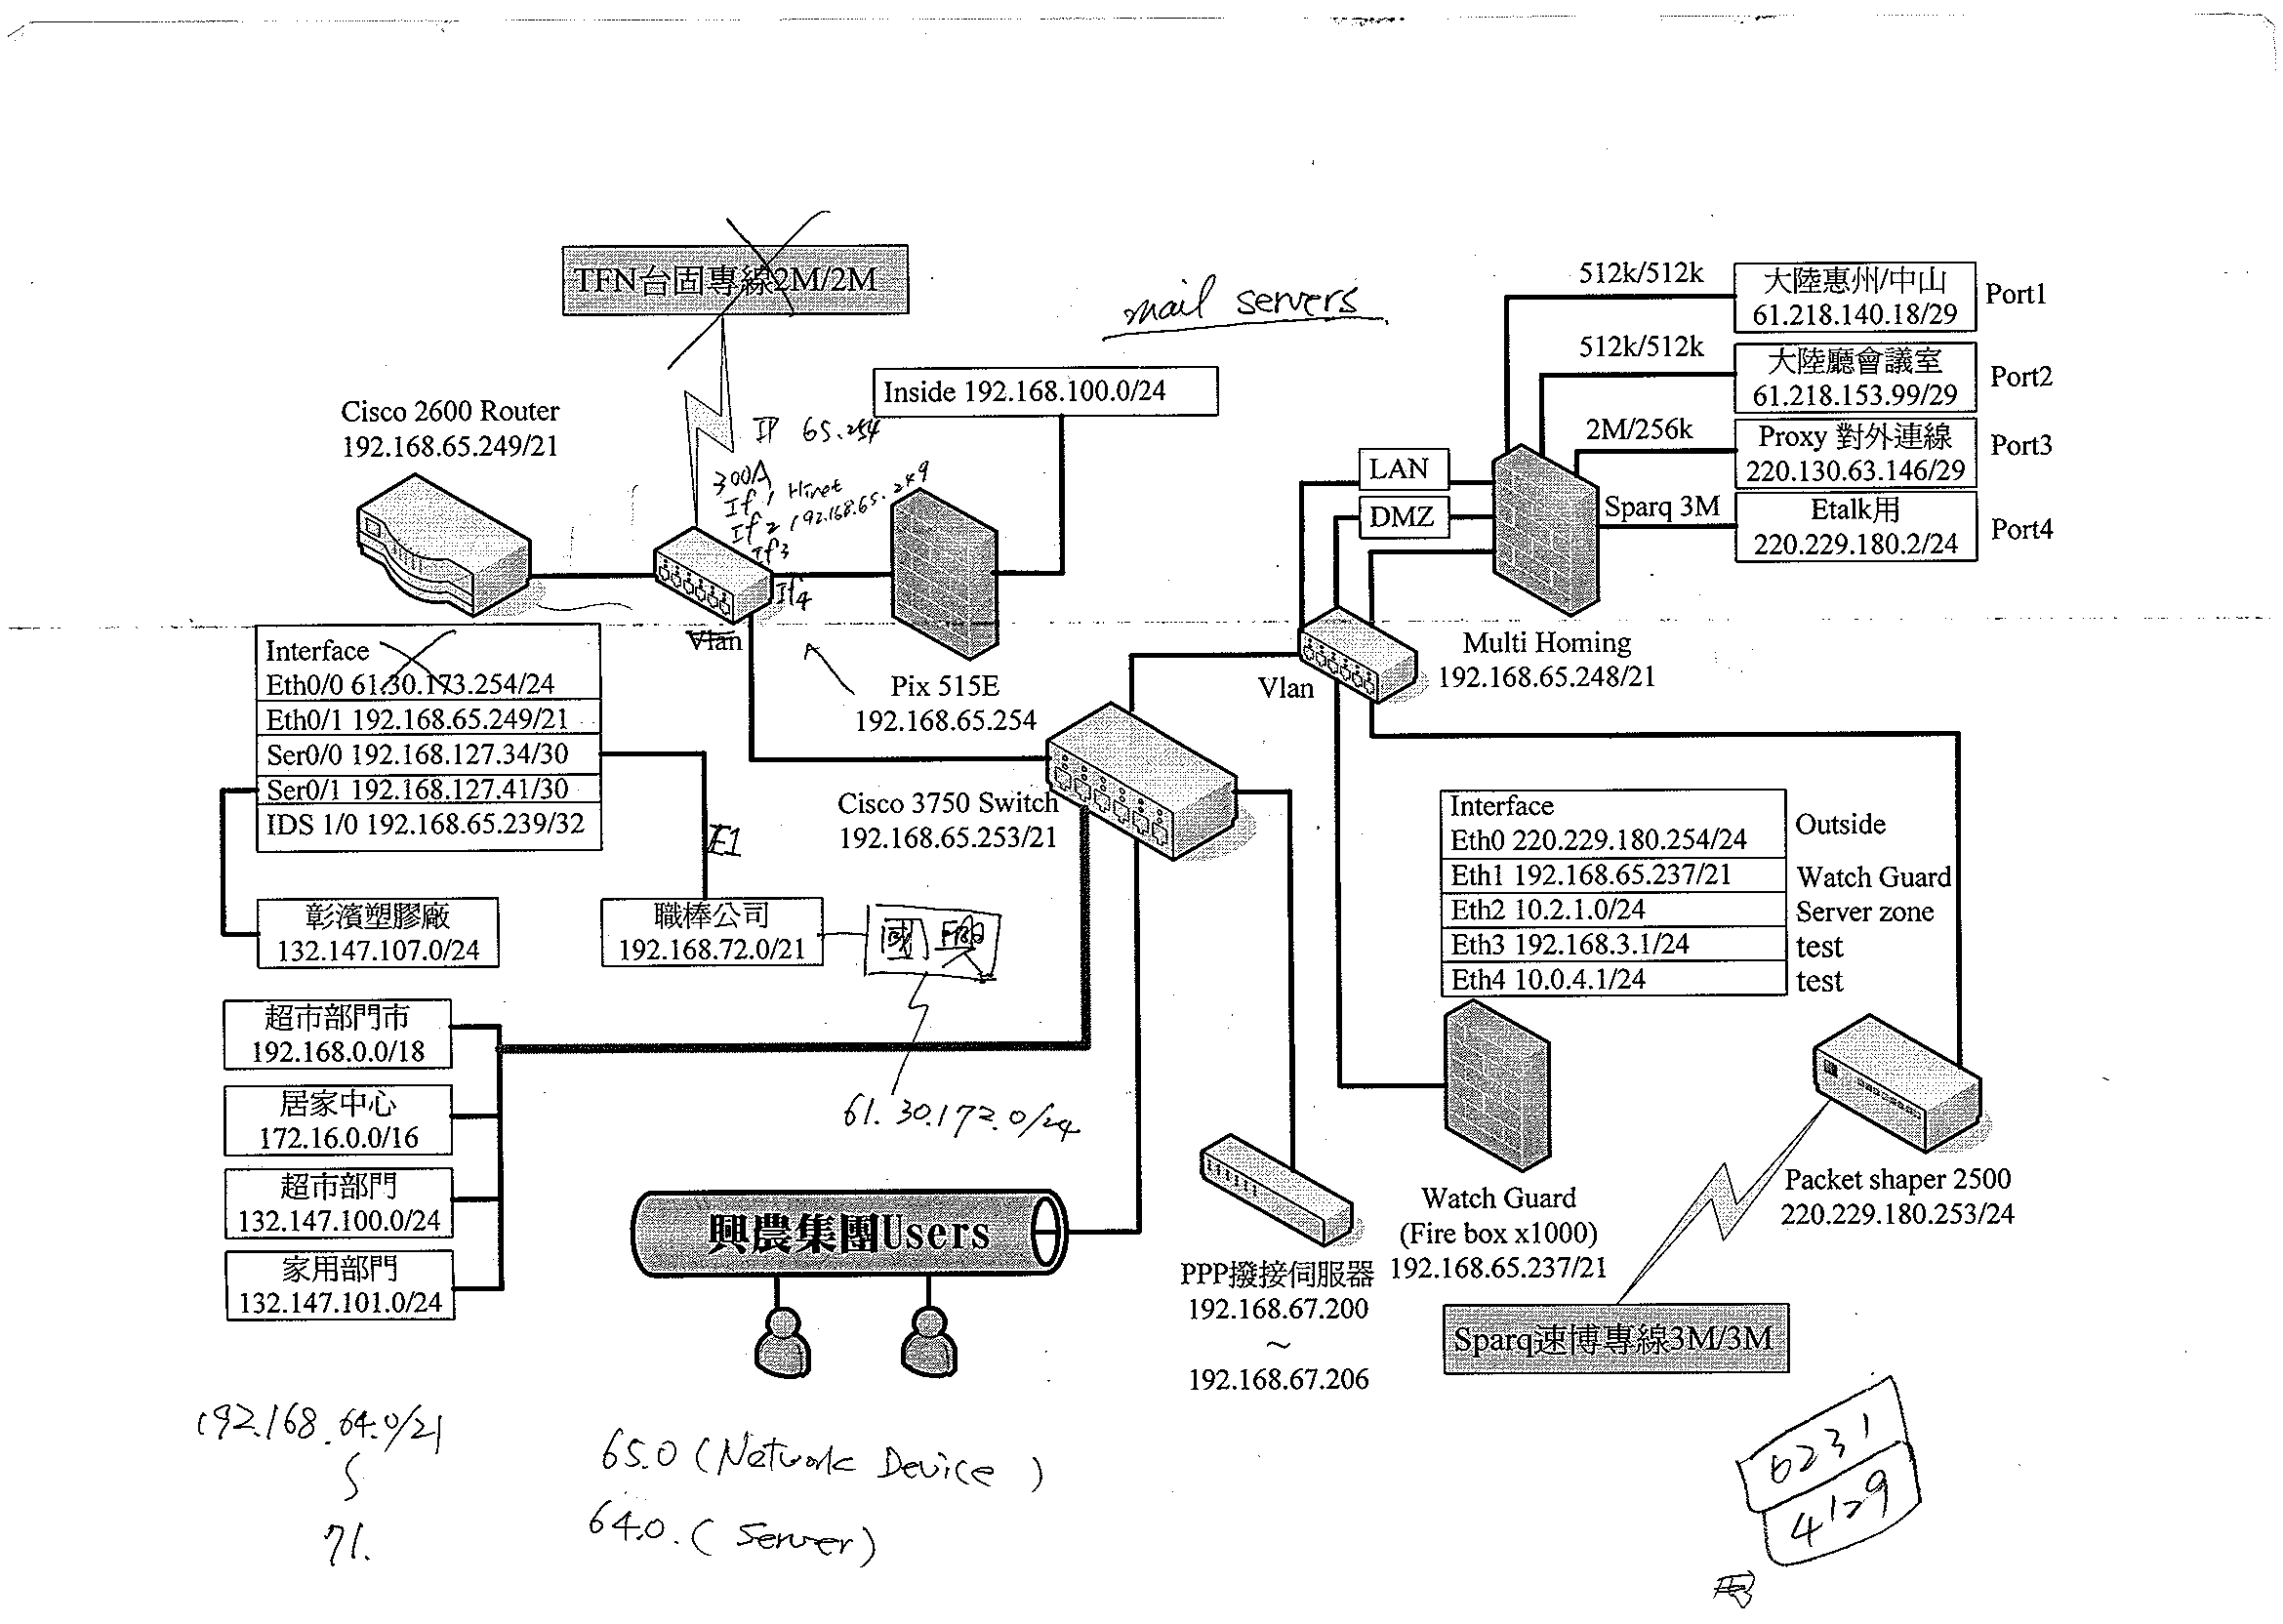 TFN台固專線2M/2M
mail servers
Inside 192.168.100.0/24
Cisco 2600 Router
192.168.65.249/21
IP 65.254
300A
If 1 Hinet
If 2 192.168.65.249
If 3
If 4
Vlan
Pix 515E
192.168.65.254
512k/512k
大陸惠州/中山
61.218.140.18/29
Port1
512k/512k
大陸廳會議室
61.218.153.99/29
Port2
2M/256k
Proxy 對外連線
220.130.63.146/29
Port3
Sparq 3M
Etalk用
220.229.180.2/24
Port4
LAN
DMZ
Multi Homing
192.168.65.248/21
Vlan
Interface
Eth0/0 61.30.173.254/24
Eth0/1 192.168.65.249/21
Ser0/0 192.168.127.34/30
Ser0/1 192.168.127.41/30
IDS 1/0 192.168.65.239/32
E1
Cisco 3750 Switch
192.168.65.253/21
彰濱塑膠廠
132.147.107.0/24
職棒公司
192.168.72.0/21
國興
61.30.172.0/24
Interface
Eth0 220.229.180.254/24
Outside
Eth1 192.168.65.237/21
Watch Guard
Eth2 10.2.1.0/24
Server zone
Eth3 192.168.3.1/24
test
Eth4 10.0.4.1/24
test
超市部門市
192.168.0.0/18
居家中心
172.16.0.0/16
超市部門
132.147.100.0/24
家用部門
132.147.101.0/24
興農集團Users
PPP撥接伺服器
192.168.67.200
~
192.168.67.206
Watch Guard
(Fire box x1000)
192.168.65.237/21
Packet shaper 2500
220.229.180.253/24
Sparq速博專線3M/3M
192.168.64.0/21
~
71.
65.0 (Network Device)
64.0. (Server)
6231
4129